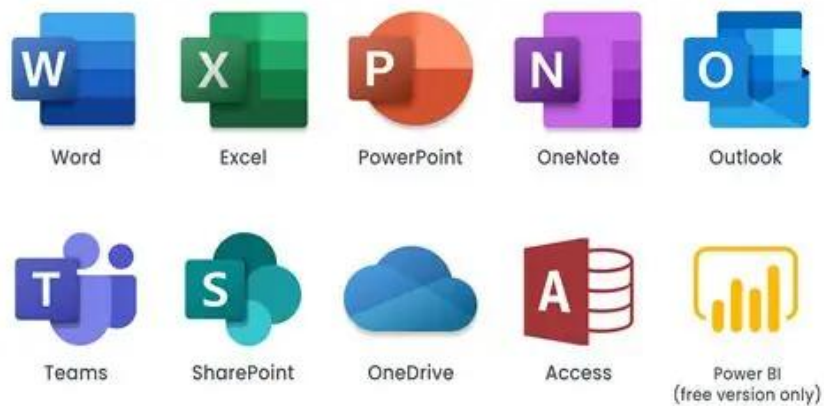 W X P N O
Word Excel PowerPoint OneNote Outlook
T S A
Teams SharePoint OneDrive Access Power BI
(free version only)